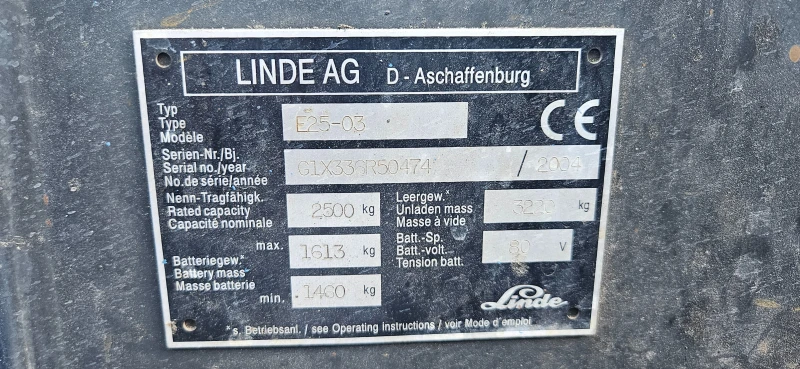 LINDE AG D - Aschaffenburg
Typ
Type
Modèle
E25-03
CE
Serien-Nr./Bj.
Serial no./year
No.de série/année
/ 2004
Nenn-Tragfähigk.
Rated capacity
Capacité nominale
2500 kg
Leergew.*
Unladen mass
Masse à vide
kg
Batteriegew.*
Battery mass
Masse batterie
max.
1613 kg
min.
kg
Batt.-Sp.
Batt.-volt.
Tension batt.
V
Linde
*s. Betriebsanl. / see Operating instructions / voir Mode d'emploi